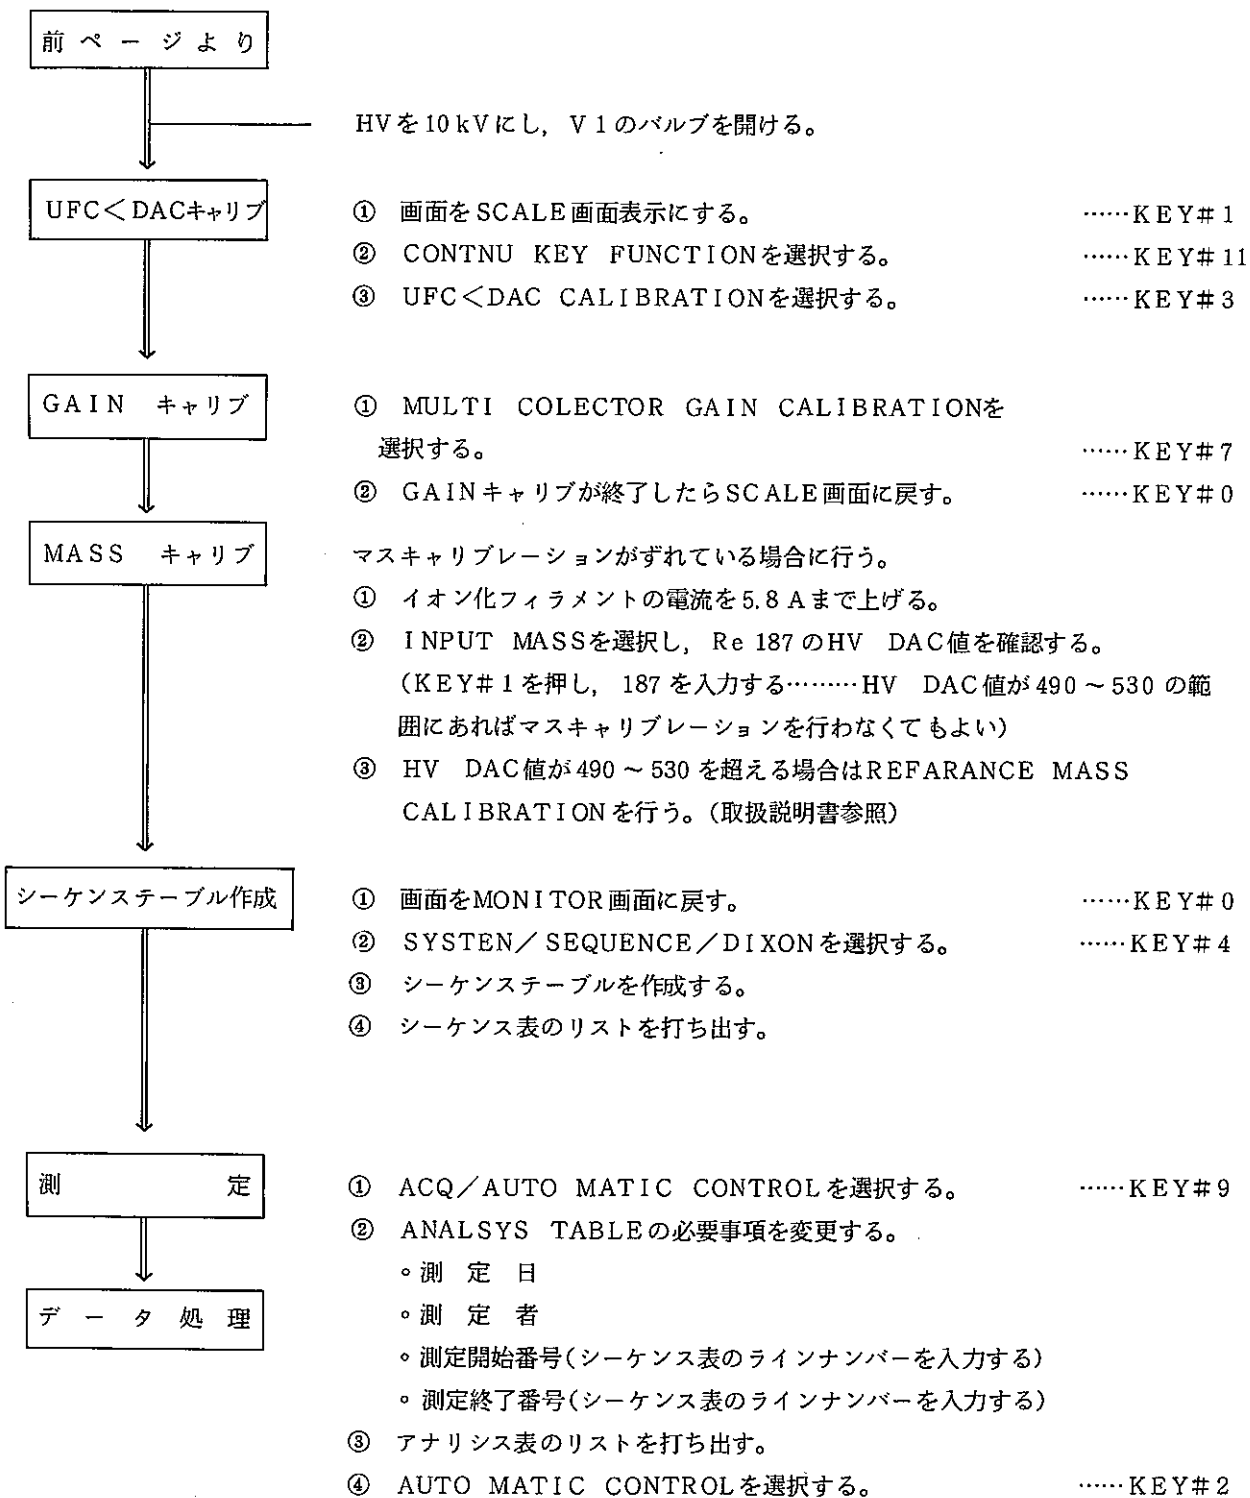 前ページより
HVを10kVにし，V1のバルブを開ける。
UFC＜DACキャリブ
① 画面をSCALE画面表示にする。 ……KEY#1
② CONTNU KEY FUNCTIONを選択する。 ……KEY#11
③ UFC＜DAC CALIBRATIONを選択する。 ……KEY#3
GAIN キャリブ
① MULTI COLECTOR GAIN CALIBRATIONを
選択する。 ……KEY#7
② GAINキャリブが終了したらSCALE画面に戻す。 ……KEY#0
MASS キャリブ
マスキャリブレーションがずれている場合に行う。
① イオン化フィラメントの電流を5.8Aまで上げる。
② INPUT MASSを選択し，Re187のHV DAC値を確認する。
（KEY#1を押し，187を入力する………HV DAC値が490～530の範
囲にあればマスキャリブレーションを行わなくてもよい）
③ HV DAC値が490～530を超える場合はREFARANCE MASS
CALIBRATIONを行う。（取扱説明書参照）
シーケンステーブル作成
① 画面をMONITOR画面に戻す。 ……KEY#0
② SYSTEN／SEQUENCE／DIXONを選択する。 ……KEY#4
③ シーケンステーブルを作成する。
④ シーケンス表のリストを打ち出す。
測定
① ACQ／AUTO MATIC CONTROLを選択する。 ……KEY#9
② ANALSYS TABLEの必要事項を変更する。
∘測定日
データ処理
∘測定者
∘測定開始番号（シーケンス表のラインナンバーを入力する）
∘測定終了番号（シーケンス表のラインナンバーを入力する）
③ アナリシス表のリストを打ち出す。
④ AUTO MATIC CONTROLを選択する。 ……KEY#2